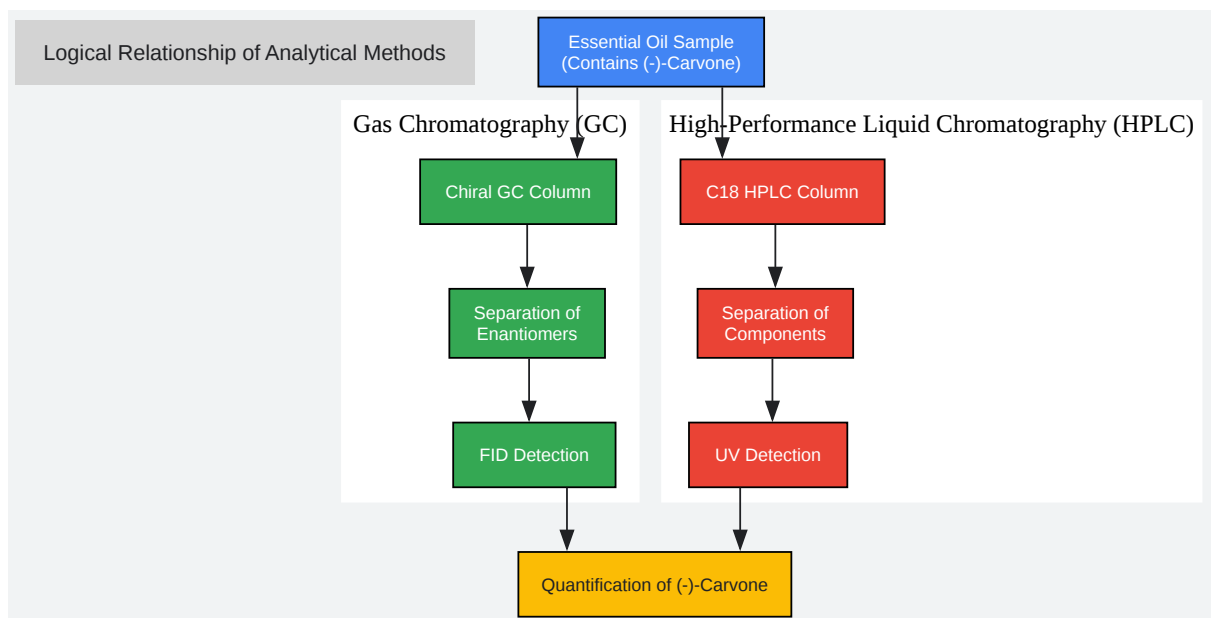 Logical Relationship of Analytical Methods
Essential Oil Sample
(Contains (-)-Carvone)
Gas Chromatography (GC)
Chiral GC Column
Separation of
Enantiomers
FID Detection
High-Performance Liquid Chromatography (HPLC)
C18 HPLC Column
Separation of
Components
UV Detection
Quantification of (-)-Carvone